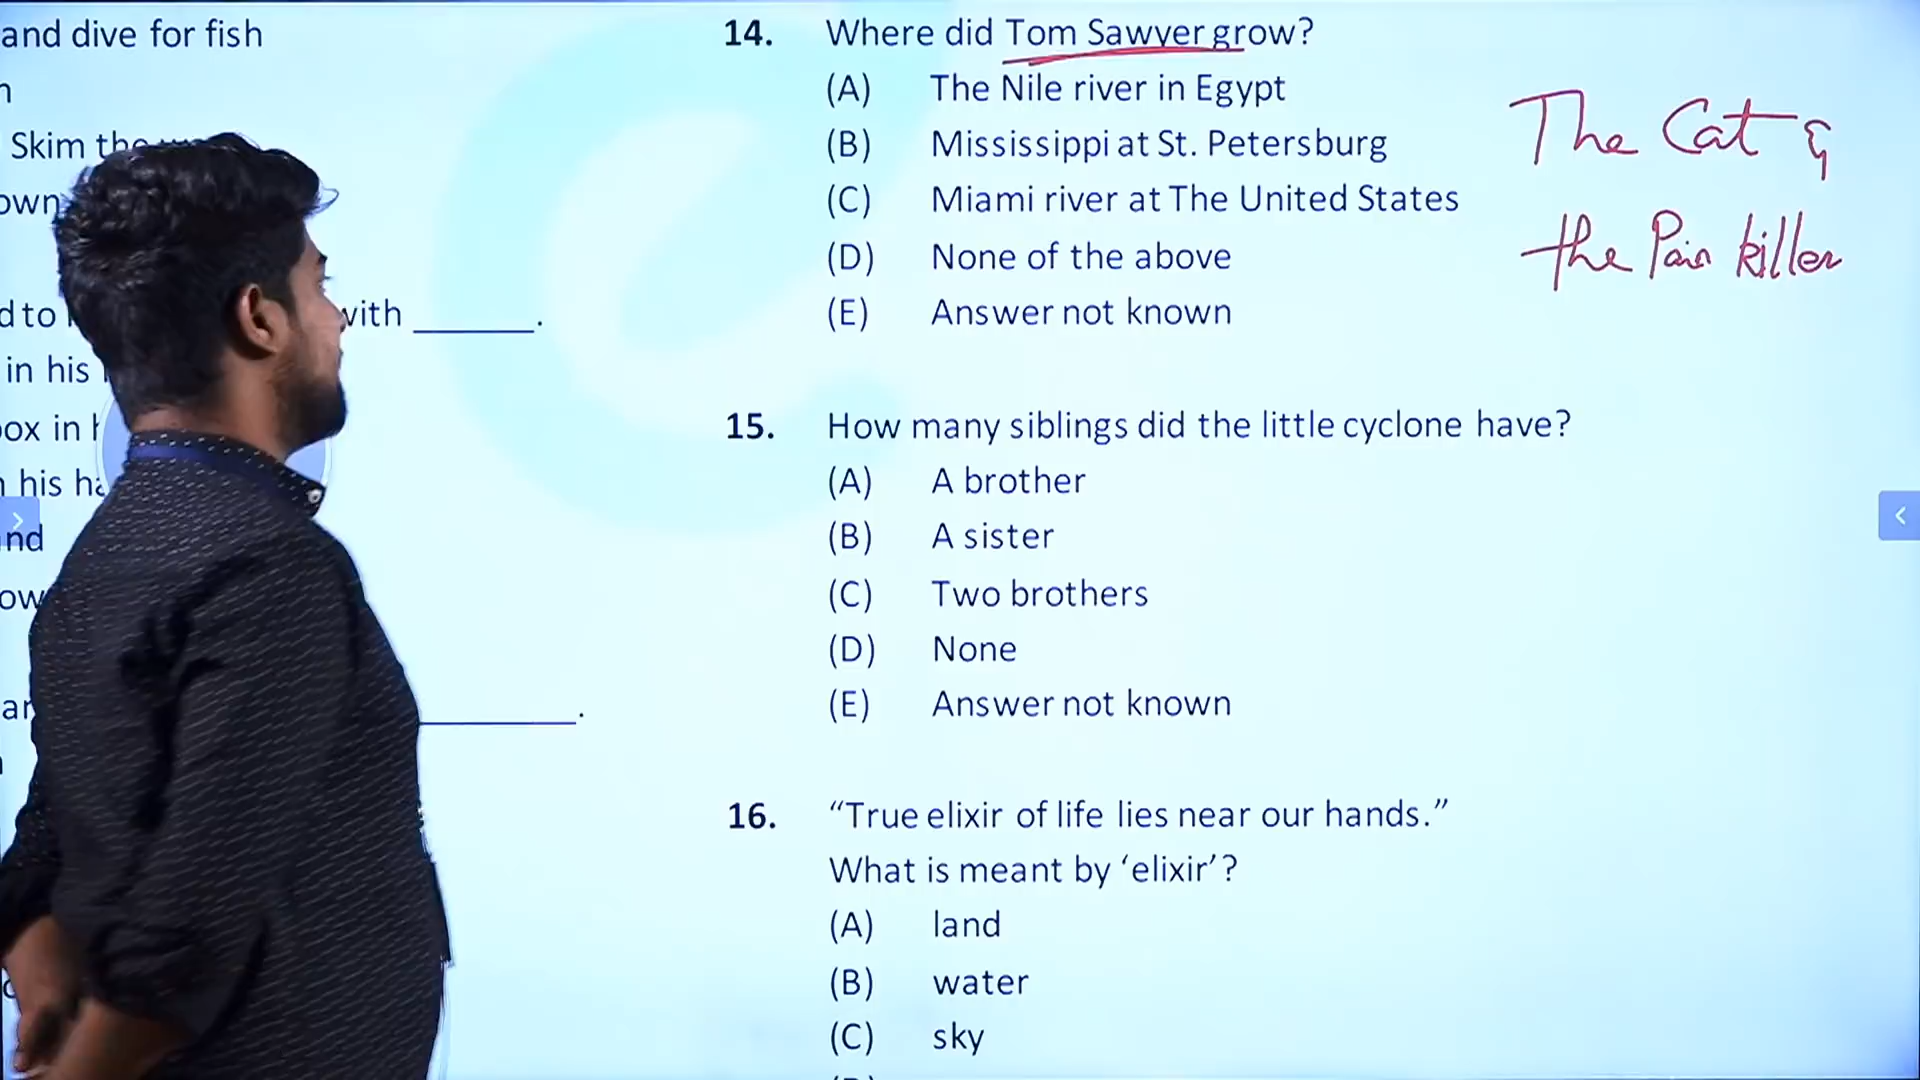 and dive for fish
Skim the
own
d to
with ______.
in his
ox in
his ha
nd
ow
ar
________.
14. Where did Tom Sawyer grow?
(A) The Nile river in Egypt
(B) Mississippi at St. Petersburg
(C) Miami river at The United States
(D) None of the above
(E) Answer not known
The Cat &
the Pain killer
15. How many siblings did the little cyclone have?
(A) A brother
(B) A sister
(C) Two brothers
(D) None
(E) Answer not known
16. “True elixir of life lies near our hands.”
What is meant by ‘elixir’?
(A) land
(B) water
(C) sky